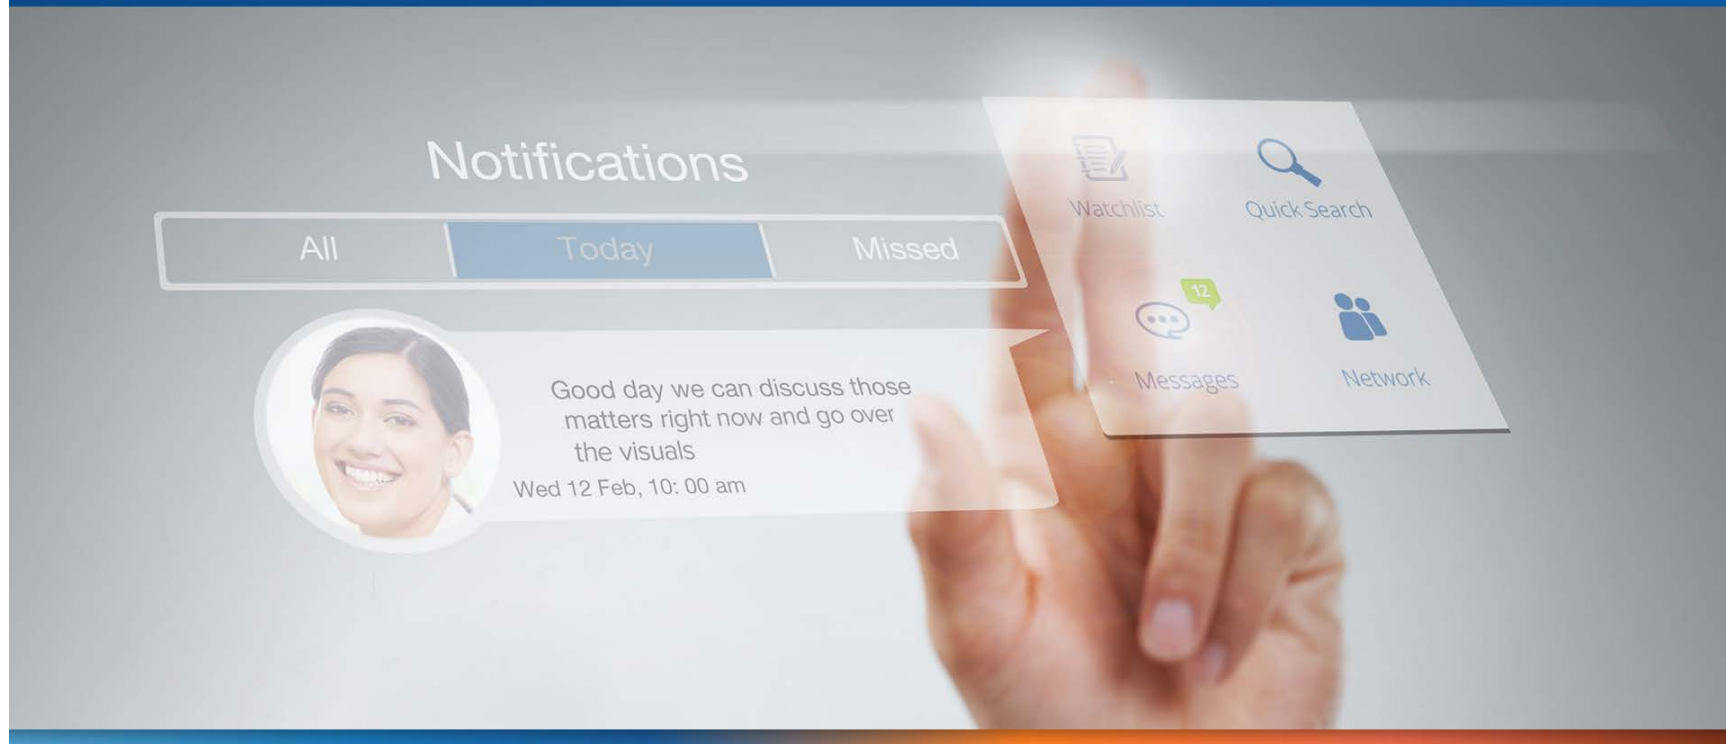 Notifications
All
Today
Missed
Good day we can discuss those
matters right now and go over
the visuals
Wed 12 Feb, 10: 00 am
Watchlist
Quick Search
12
Messages
Network